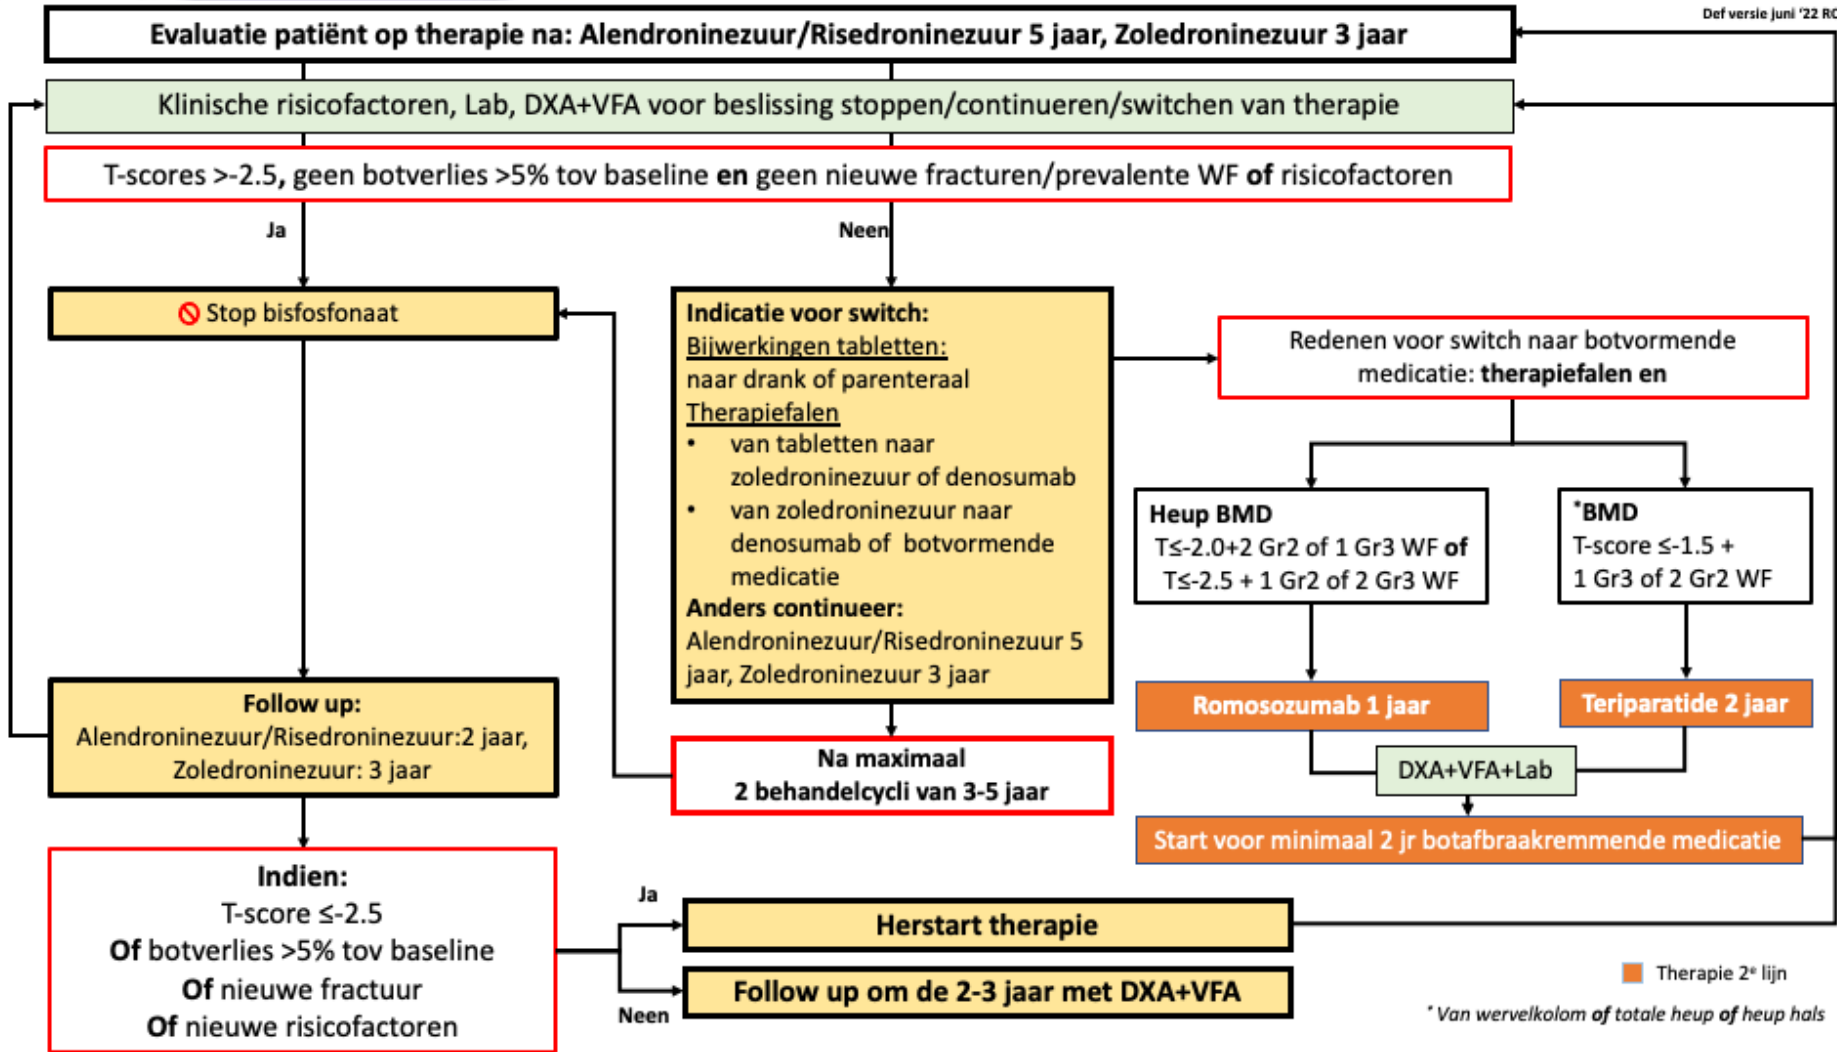 Def versie juni ‘22 RO
Evaluatie patiënt op therapie na: Alendroninezuur/Risedroninezuur 5 jaar, Zoledroninezuur 3 jaar
Klinische risicofactoren, Lab, DXA+VFA voor beslissing stoppen/continueren/switchen van therapie
T-scores >-2.5, geen botverlies >5% tov baseline en geen nieuwe fracturen/prevalente WF of risicofactoren
Ja
Neen
Stop bisfosfonaat
Indicatie voor switch:
Bijwerkingen tabletten:
naar drank of parenteraal
Therapiefalen
• van tabletten naar
zoledroninezuur of denosumab
• van zoledroninezuur naar
denosumab of botvormende
medicatie
Anders continueer:
Alendroninezuur/Risedroninezuur 5
jaar, Zoledroninezuur 3 jaar
Redenen voor switch naar botvormende
medicatie: therapiefalen en
Heup BMD
T≤-2.0+2 Gr2 of 1 Gr3 WF of
T≤-2.5 + 1 Gr2 of 2 Gr3 WF
*BMD
T-score ≤-1.5 +
1 Gr3 of 2 Gr2 WF
Romosozumab 1 jaar
Teriparatide 2 jaar
DXA+VFA+Lab
Start voor minimaal 2 jr botafbraakremmende medicatie
Follow up:
Alendroninezuur/Risedroninezuur:2 jaar,
Zoledroninezuur: 3 jaar
Na maximaal
2 behandelcycli van 3-5 jaar
Indien:
T-score ≤-2.5
Of botverlies >5% tov baseline
Of nieuwe fractuur
Of nieuwe risicofactoren
Ja
Herstart therapie
Neen
Follow up om de 2-3 jaar met DXA+VFA
Therapie 2e lijn
* Van wervelkolom of totale heup of heup hals